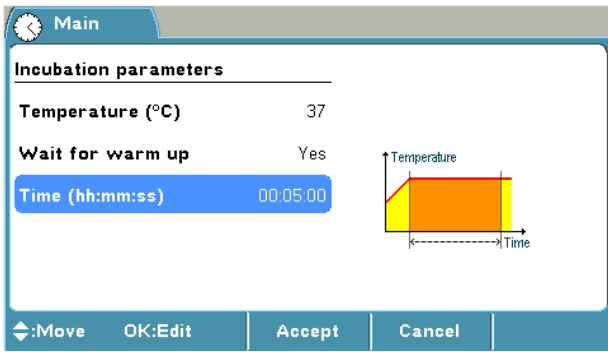 Main
Incubation parameters
Temperature (°C) 37
Wait for warm up Yes
Time (hh:mm:ss) 00:05:00
Temperature
Time
:Move OK:Edit Accept Cancel